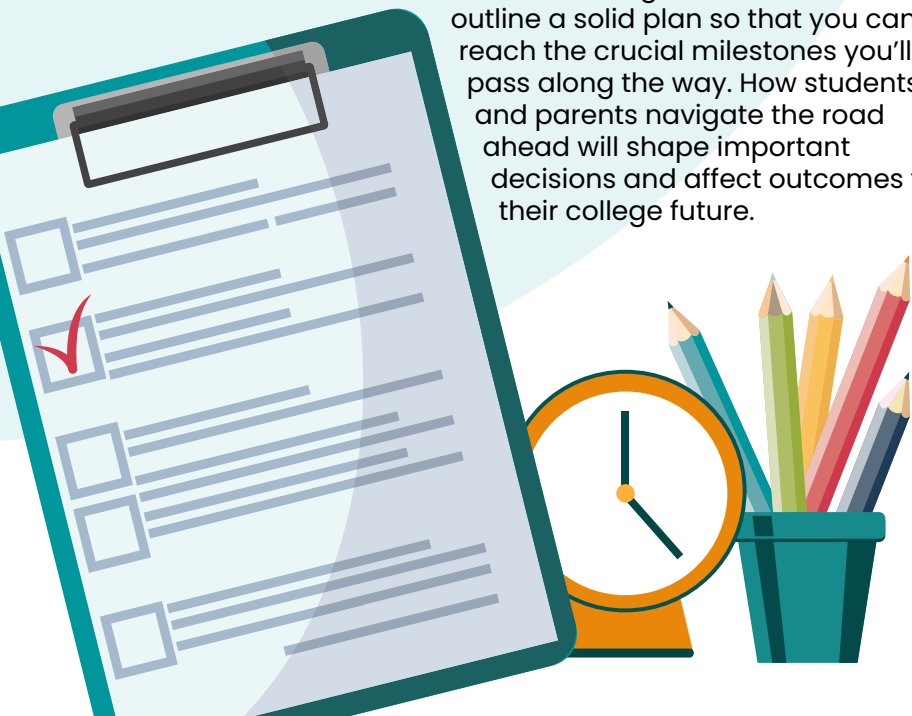 outline a solid plan so that you can
reach the crucial milestones you’ll
pass along the way. How students
and parents navigate the road
ahead will shape important
decisions and affect outcomes
their college future.